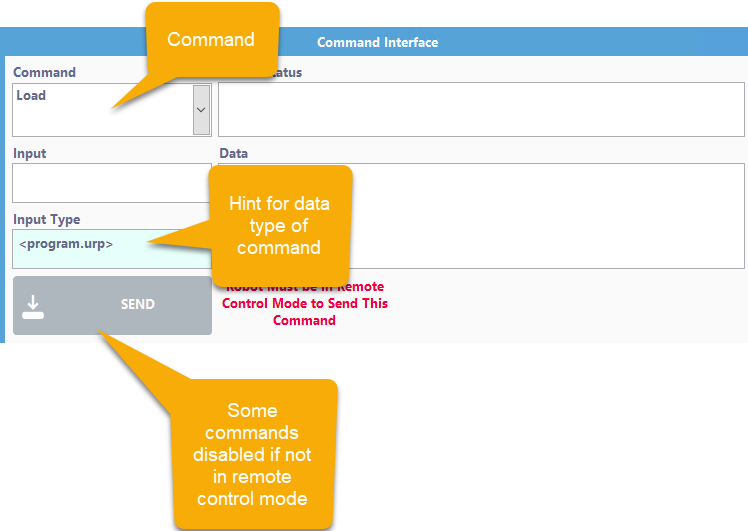 Command
Command Interface
Command
tatus
Load
Input
Data
Hint for data
type of
command
Input Type
<program.urp>
Robot Must be in Remote
Control Mode to Send This
Command
SEND
Some
commands
disabled if not
in remote
control mode